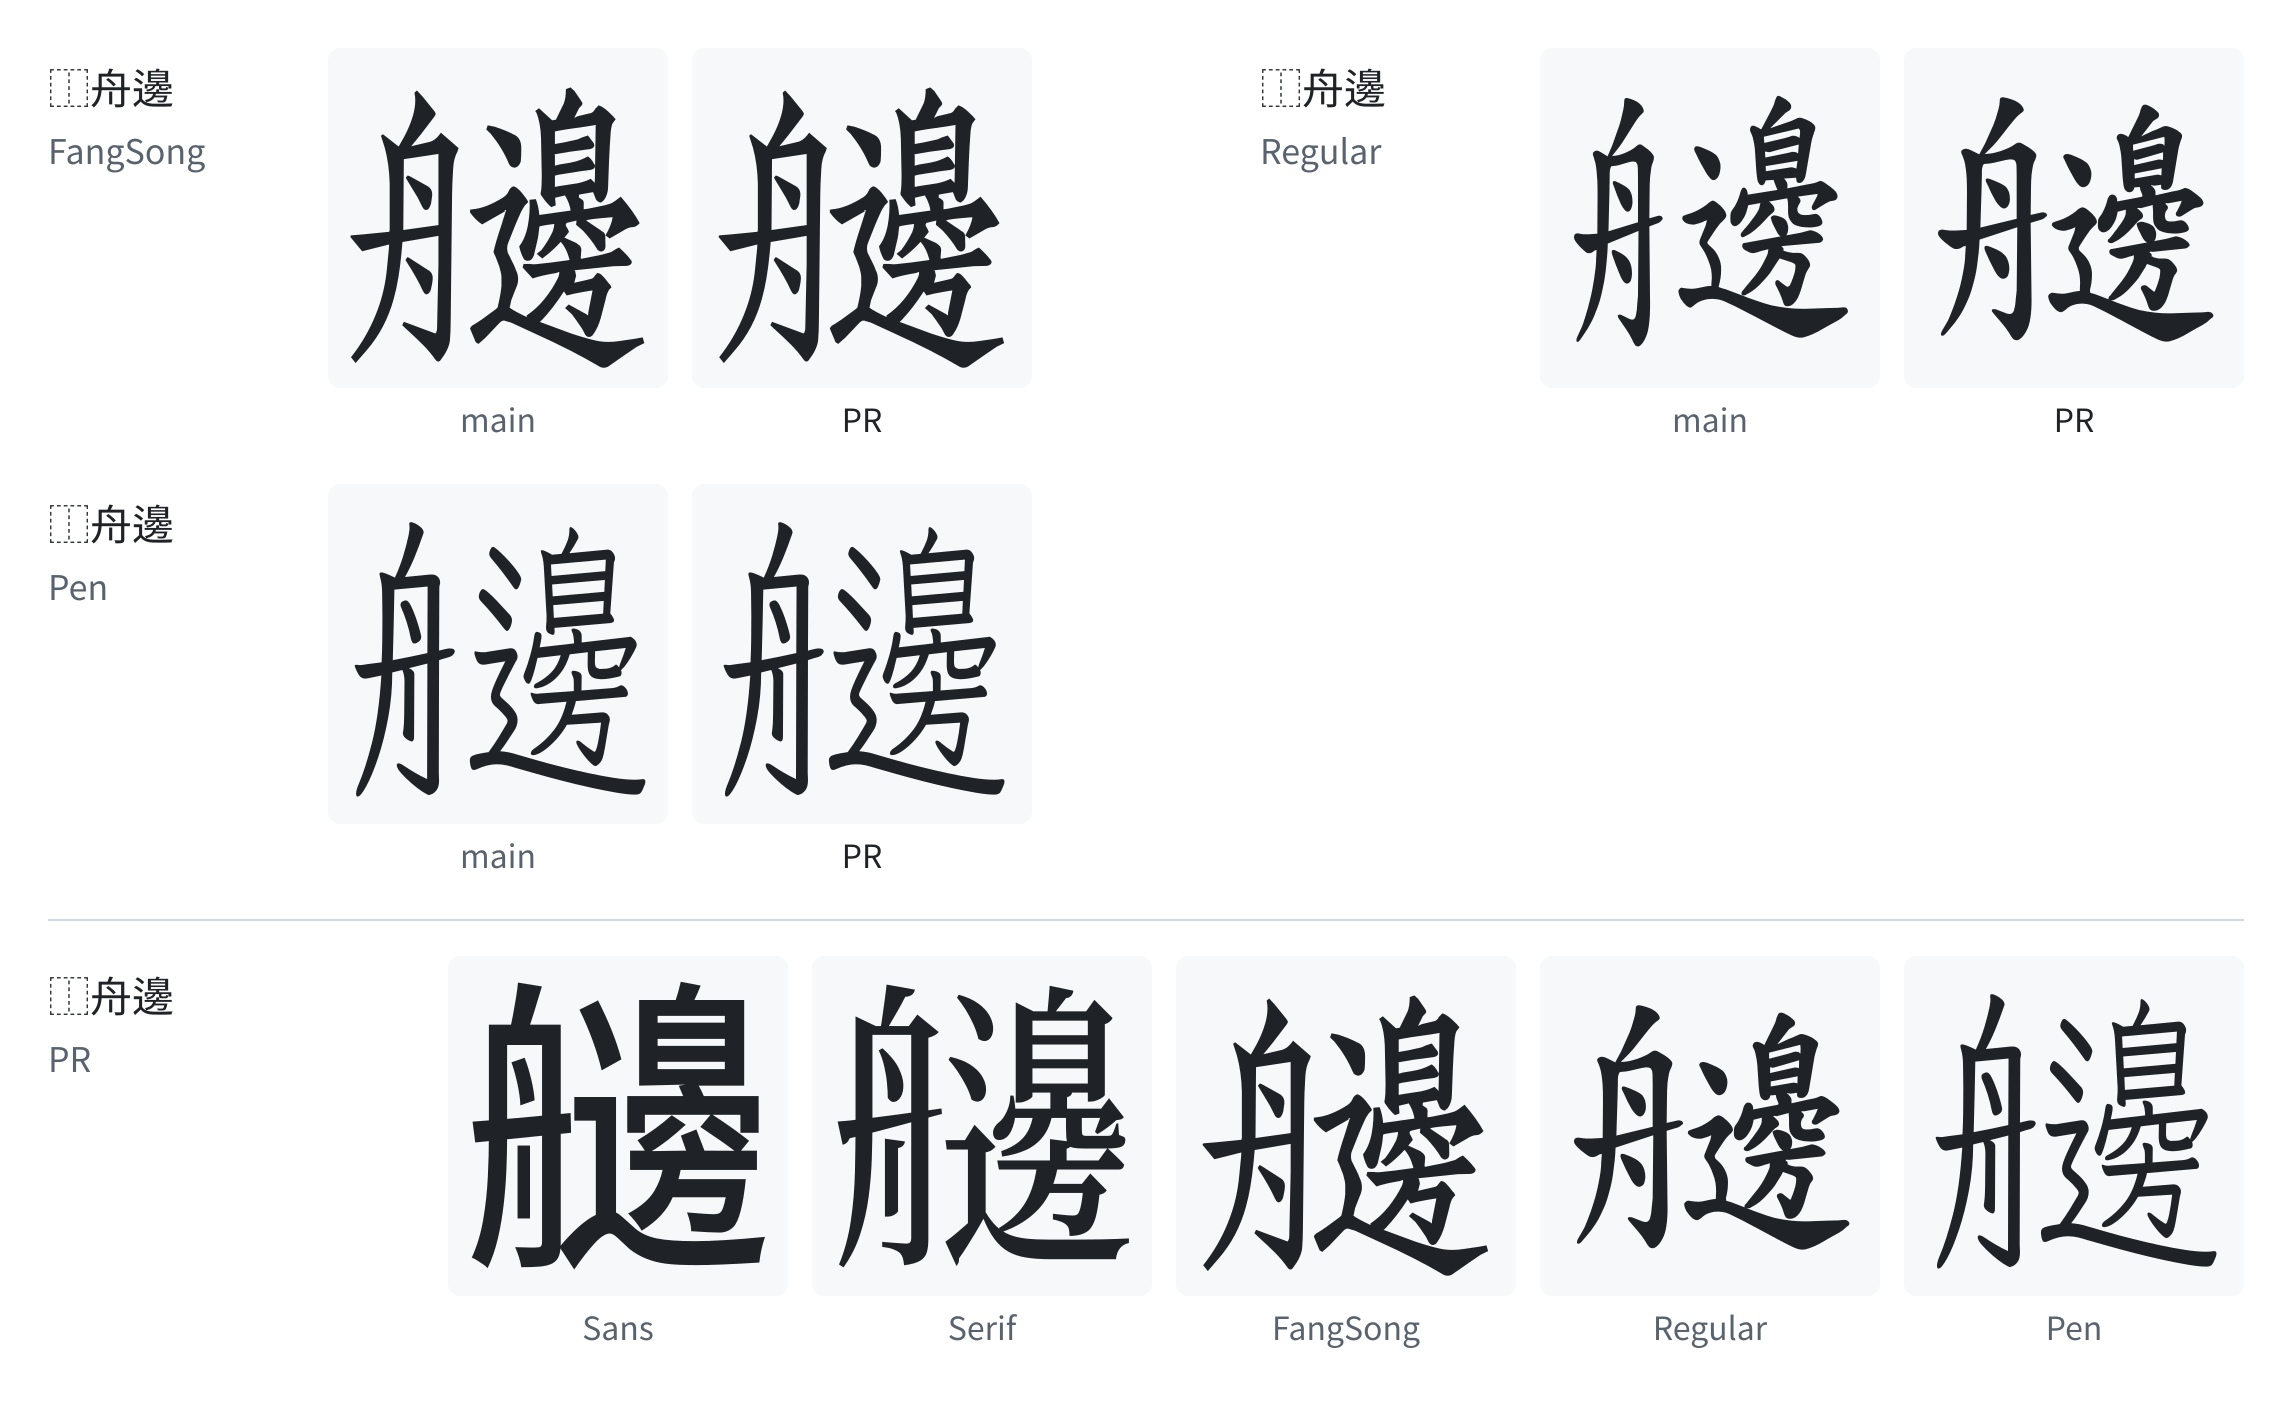 ⿰舟邊
FangSong
main
PR
⿰舟邊
Regular
main
PR
⿰舟邊
Pen
main
PR
⿰舟邊
PR
Sans
Serif
FangSong
Regular
Pen